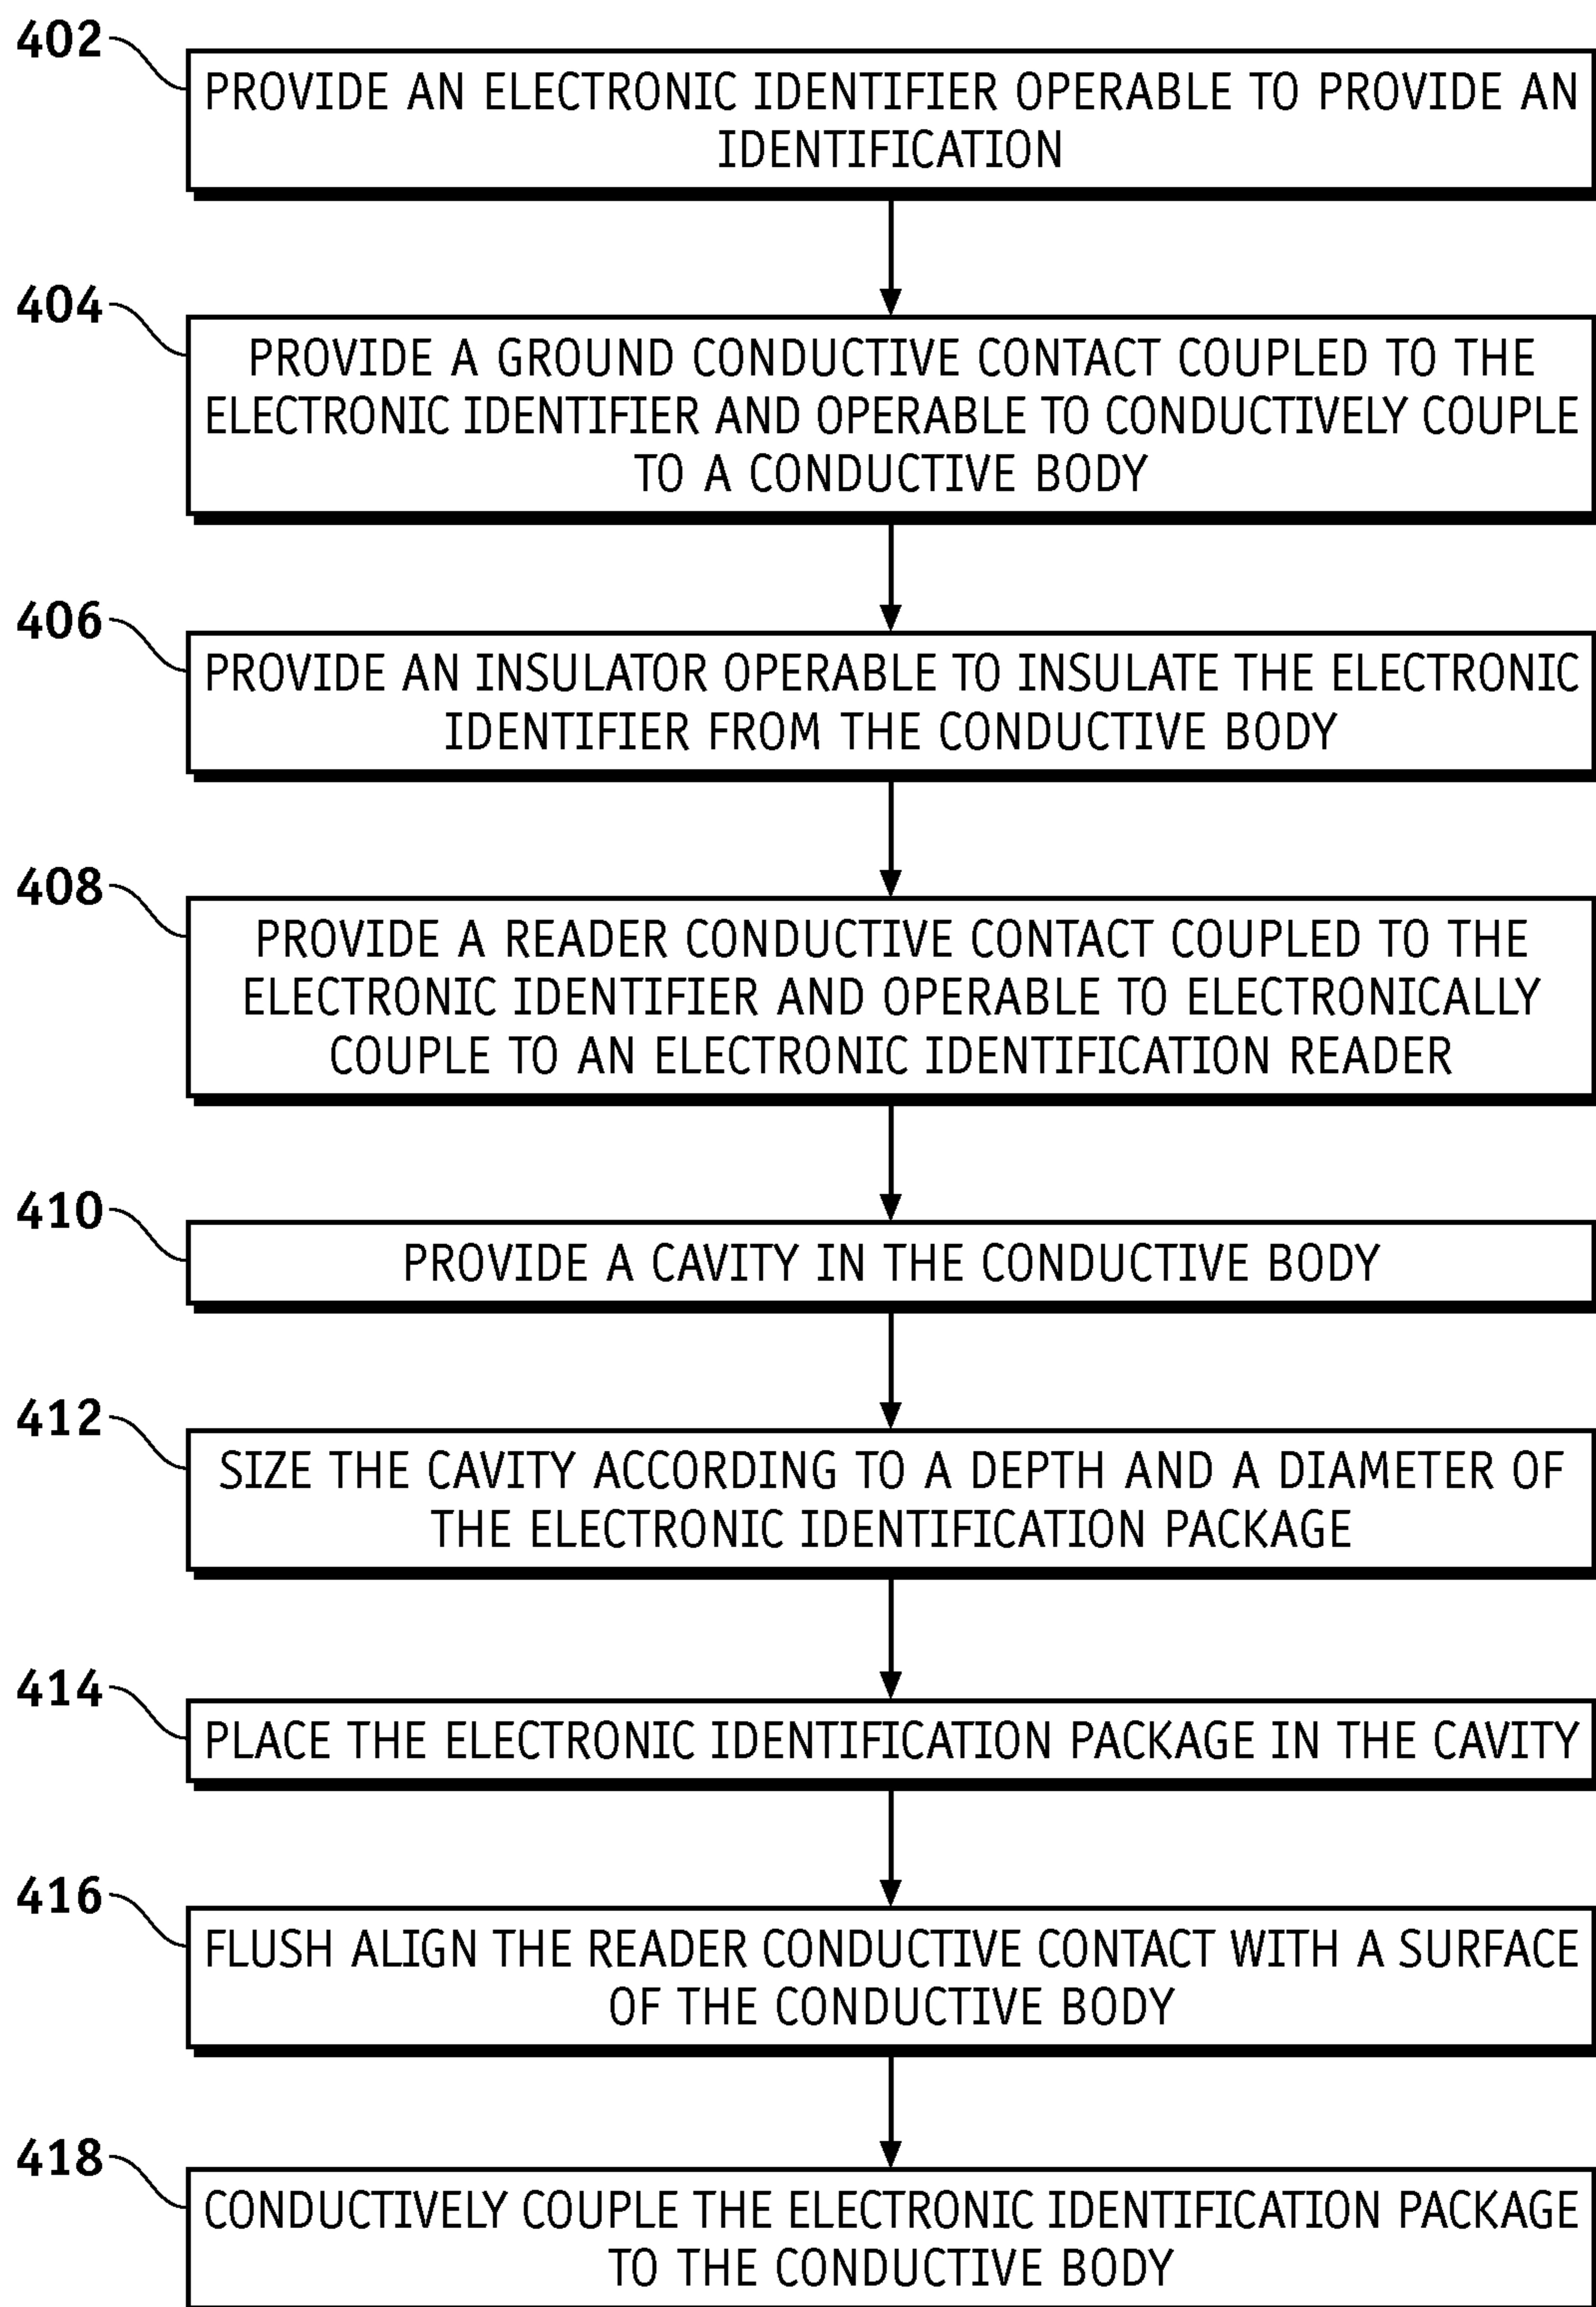 402
PROVIDE AN ELECTRONIC IDENTIFIER OPERABLE TO PROVIDE AN
IDENTIFICATION
404
PROVIDE A GROUND CONDUCTIVE CONTACT COUPLED TO THE
ELECTRONIC IDENTIFIER AND OPERABLE TO CONDUCTIVELY COUPLE
TO A CONDUCTIVE BODY
406
PROVIDE AN INSULATOR OPERABLE TO INSULATE THE ELECTRONIC
IDENTIFIER FROM THE CONDUCTIVE BODY
408
PROVIDE A READER CONDUCTIVE CONTACT COUPLED TO THE
ELECTRONIC IDENTIFIER AND OPERABLE TO ELECTRONICALLY
COUPLE TO AN ELECTRONIC IDENTIFICATION READER
410
PROVIDE A CAVITY IN THE CONDUCTIVE BODY
412
SIZE THE CAVITY ACCORDING TO A DEPTH AND A DIAMETER OF
THE ELECTRONIC IDENTIFICATION PACKAGE
414
PLACE THE ELECTRONIC IDENTIFICATION PACKAGE IN THE CAVITY
416
FLUSH ALIGN THE READER CONDUCTIVE CONTACT WITH A SURFACE
OF THE CONDUCTIVE BODY
418
CONDUCTIVELY COUPLE THE ELECTRONIC IDENTIFICATION PACKAGE
TO THE CONDUCTIVE BODY